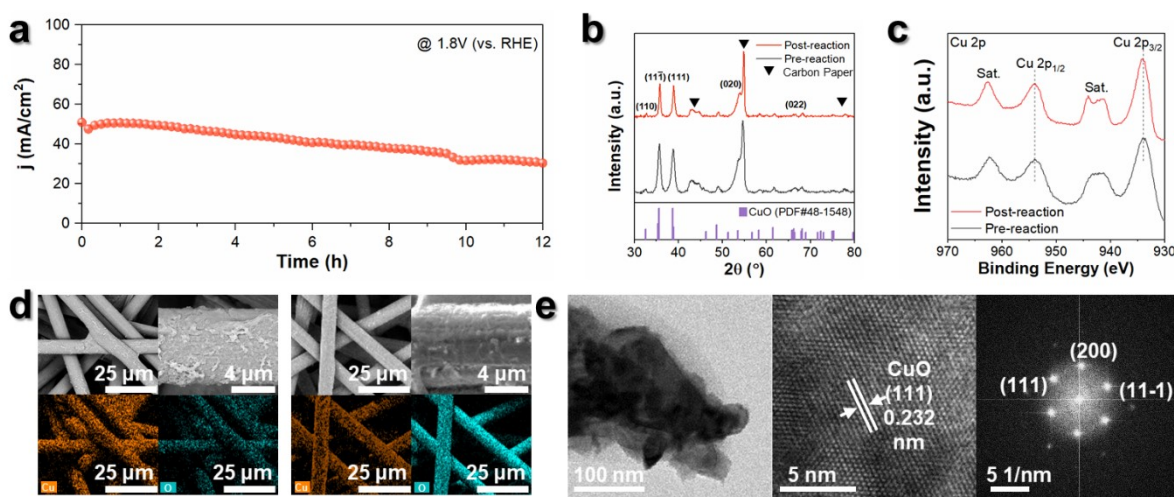 a
@ 1.8V (vs. RHE)
100
80
60
40
20
0
j (mA/cm²)
0 2 4 6 8 10 12
Time (h)
b
Post-reaction
Pre-reaction
Carbon Paper
(110)
(11-1)
(111)
(020)
(022)
CuO (PDF#48-1548)
Intensity (a.u.)
30 40 50 60 70 80
2θ (°)
c
Cu 2p
Cu 2p3/2
Sat.
Cu 2p1/2
Sat.
Post-reaction
Pre-reaction
Intensity (a.u.)
970 960 950 940 930
Binding Energy (eV)
d
25 µm
4 µm
25 µm
4 µm
25 µm
Cu
25 µm
O
25 µm
Cu
25 µm
O
e
100 nm
CuO
(111)
0.232
nm
5 nm
(200)
(111)
(11-1)
5 1/nm